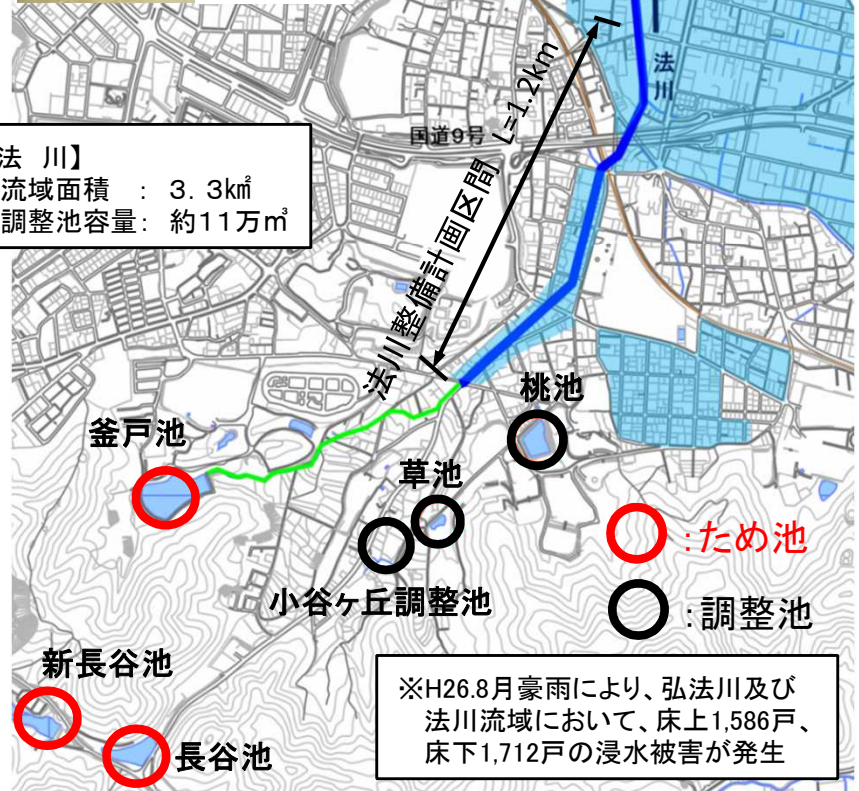 法川
国道9号
法川整備計画区間 L=1.2km
法 川】
流域面積 : 3.3k㎡
調整池容量: 約11万㎥
桃池
釜戸池
草池
:ため池
小谷ヶ丘調整池
:調整池
新長谷池
長谷池
※H26.8月豪雨により、弘法川及び
法川流域において、床上1,586戸、
床下1,712戸の浸水被害が発生